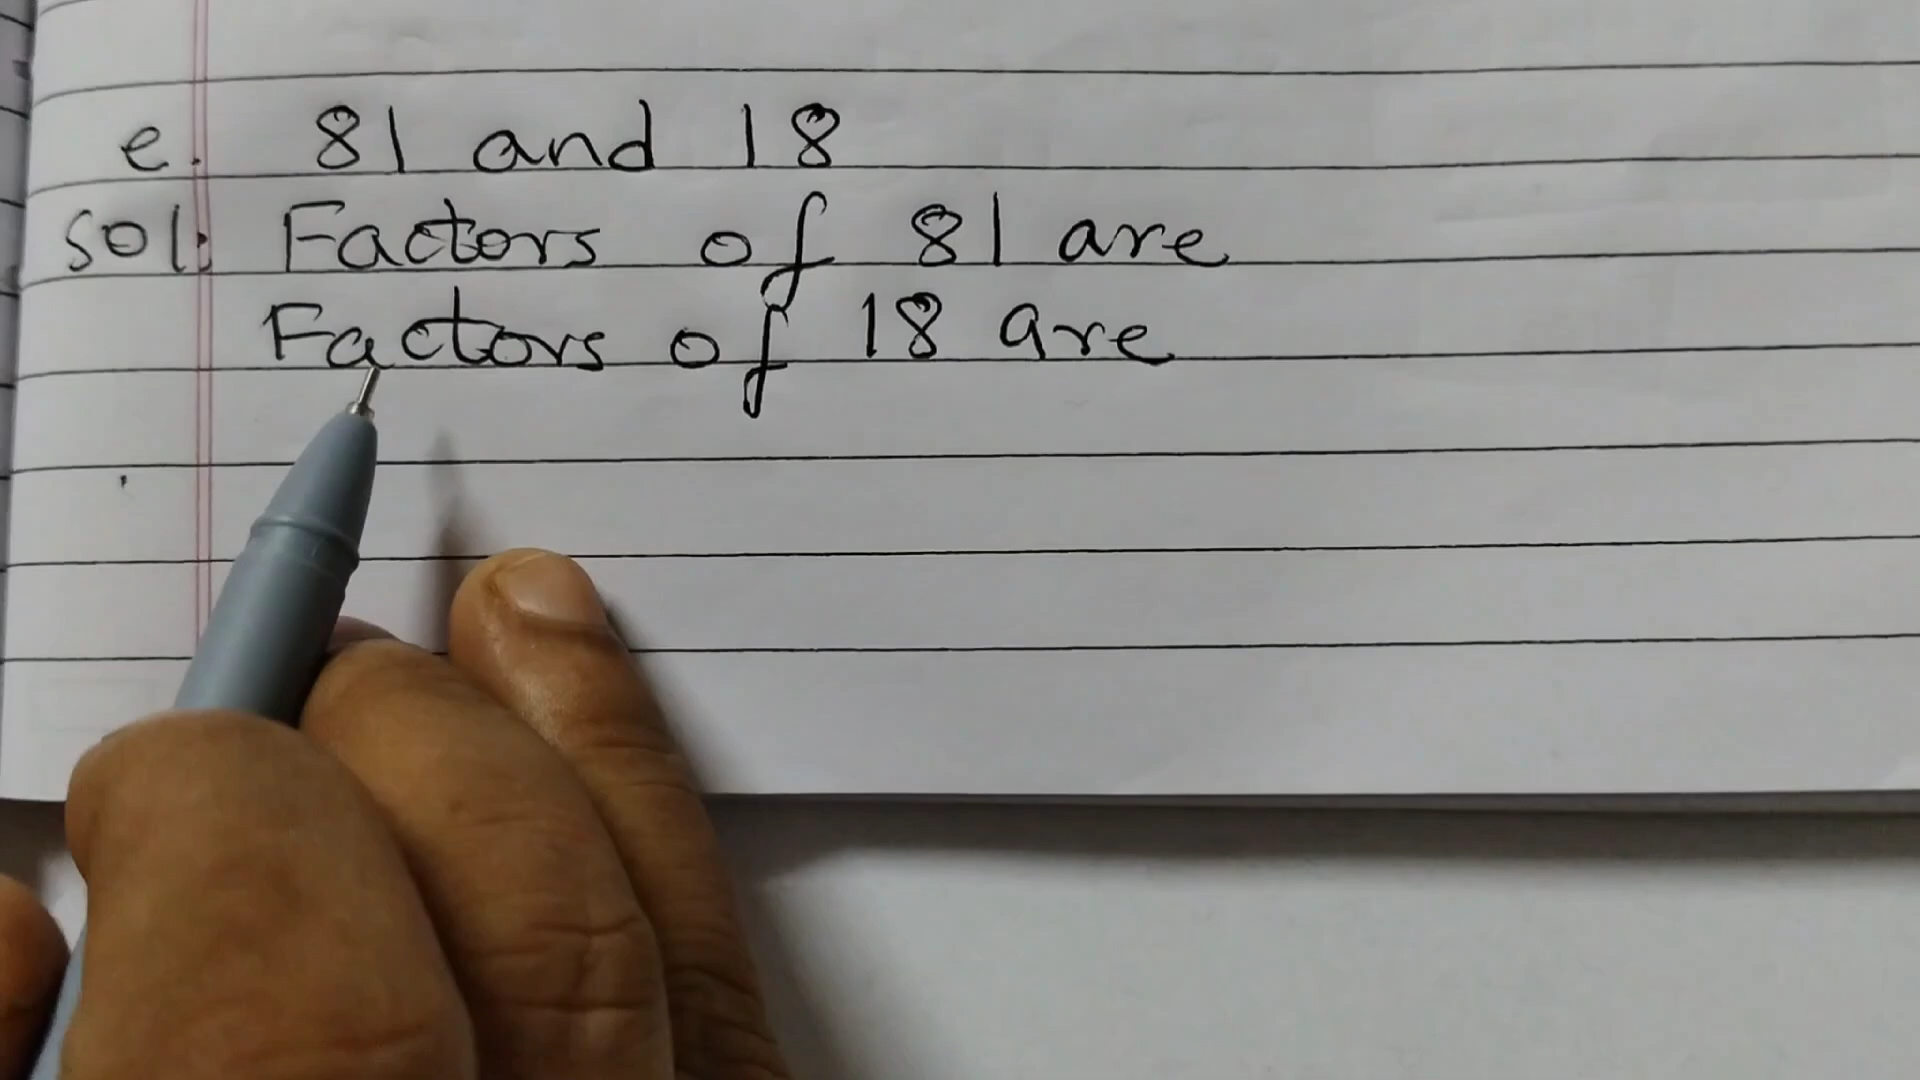 e. 81 and 18
Sol: Factors of 81 are
Factors of 18 are